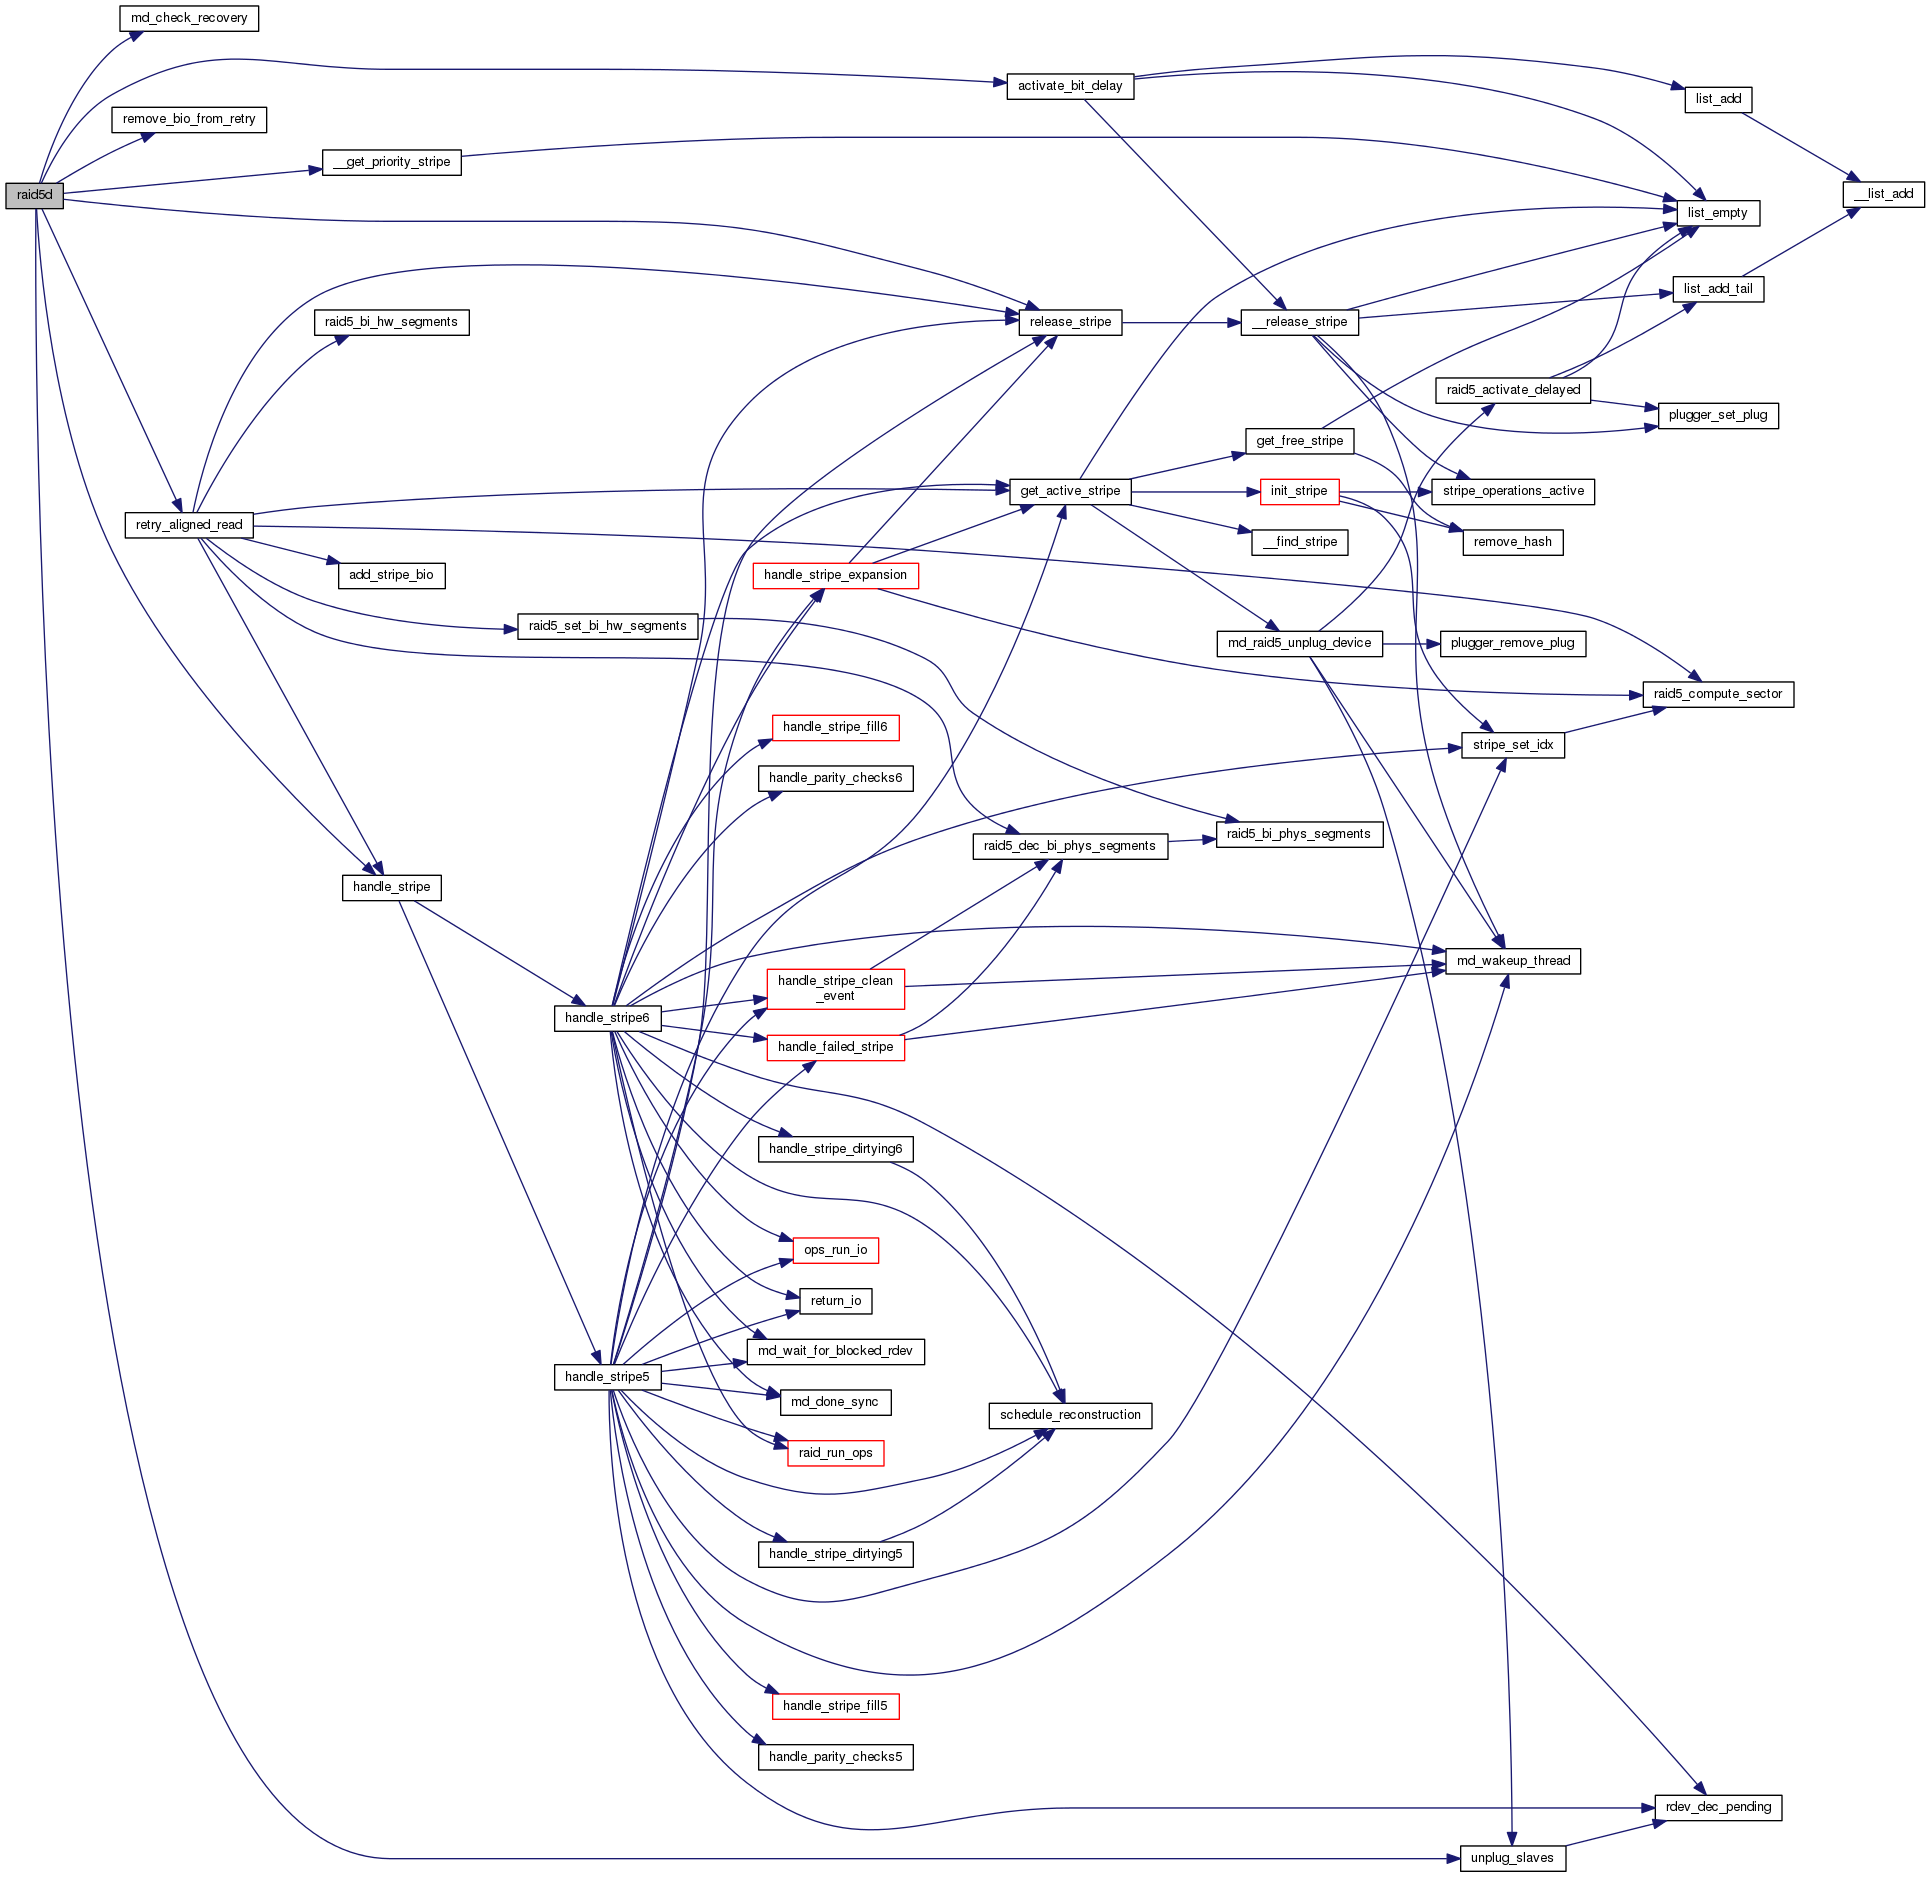 md_check_recovery
activate_bit_delay
list_add
remove_bio_from_retry
__get_priority_stripe
raid5d
__list_add
list_empty
list_add_tail
raid5_bi_hw_segments
release_stripe
__release_stripe
raid5_activate_delayed
plugger_set_plug
get_free_stripe
get_active_stripe
init_stripe
stripe_operations_active
retry_aligned_read
__find_stripe
remove_hash
add_stripe_bio
handle_stripe_expansion
raid5_set_bi_hw_segments
md_raid5_unplug_device
plugger_remove_plug
raid5_compute_sector
handle_stripe_fill6
stripe_set_idx
handle_parity_checks6
raid5_dec_bi_phys_segments
raid5_bi_phys_segments
handle_stripe
md_wakeup_thread
handle_stripe_clean
_event
handle_stripe6
handle_failed_stripe
handle_stripe_dirtying6
ops_run_io
return_io
md_wait_for_blocked_rdev
handle_stripe5
md_done_sync
schedule_reconstruction
raid_run_ops
handle_stripe_dirtying5
handle_stripe_fill5
handle_parity_checks5
rdev_dec_pending
unplug_slaves